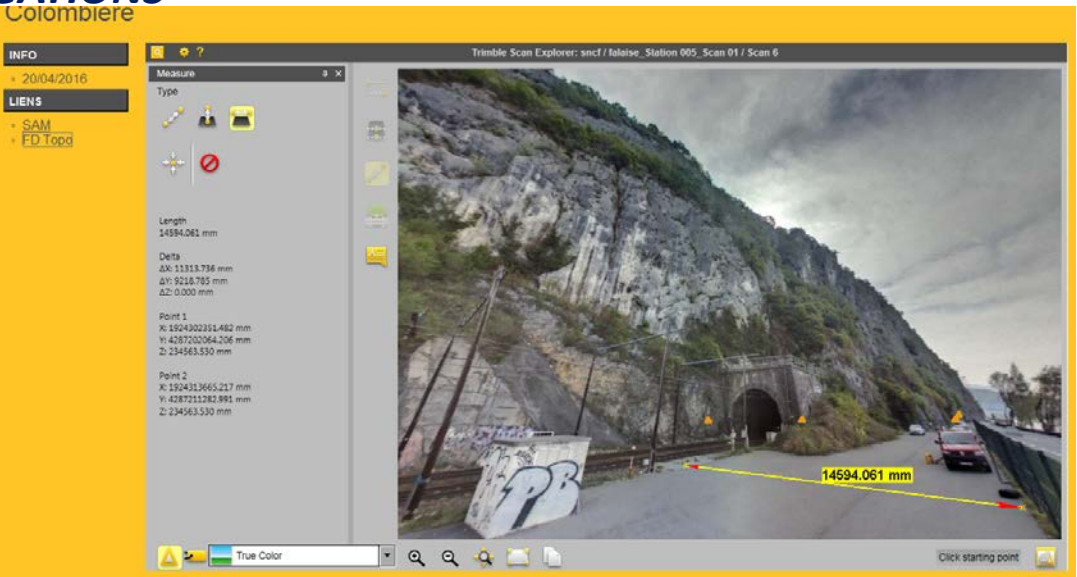 Colombière
INFO
20/04/2016
LIENS
SAM
FD Topo
Trimble Scan Explorer: sncf / falaise_Station 005_Scan 01 / Scan 6
Measure
Type
Length
14594.061 mm
Delta
ΔX: 11313.736 mm
ΔY: 9218.785 mm
ΔZ: 0.000 mm
Point 1
X: 1924302351.482 mm
Y: 4287202064.206 mm
Z: 234563.530 mm
Point 2
X: 1924313665.217 mm
Y: 4287211282.991 mm
Z: 234563.530 mm
14594.061 mm
PB
True Color
Click starting point